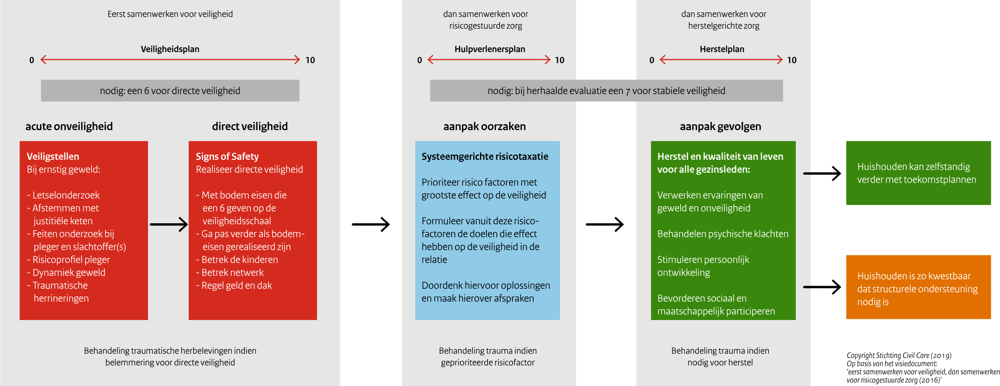 Eerst samenwerken voor veiligheid
Veiligheidsplan
0
10
nodig: een 6 voor directe veiligheid
acute onveiligheid
Veiligstellen
Bij ernstig geweld:
- Letselonderzoek
- Afstemmen met
justitiële keten
- Feiten onderzoek bij
pleger en slachtoffer(s)
- Risicoprofiel pleger
- Dynamiek geweld
- Traumatische
herrineringen
direct veiligheid
Signs of Safety
Realiseer directe veiligheid
- Met bodem eisen die
een 6 geven op de
veiligheidsschaal
- Ga pas verder als bodem-
eisen gerealiseerd zijn
- Betrek de kinderen
- Betrek netwerk
- Regel geld en dak
Behandeling traumatische herbelevingen indien
belemmering voor directe veiligheid
dan samenwerken voor
risicogestuurde zorg
Hulpverlenersplan
0
10
nodig: bij herhaalde evaluatie een 7 voor stabiele veiligheid
aanpak oorzaken
Systeemgerichte risicotaxatie
Prioriteer risico factoren met
grootste effect op de veiligheid
Formuleer vanuit deze risico-
factoren de doelen die effect
hebben op de veiligheid in de
relatie
Doordenk hiervoor oplossingen
en maak hierover afspraken
Behandeling trauma indien
geprioriteerde risicofactor
dan samenwerken voor
herstelgerichte zorg
Herstelplan
0
10
aanpak gevolgen
Herstel en kwaliteit van leven
voor alle gezinsleden:
Verwerken ervaringen van
geweld en onveiligheid
Behandelen psychische klachten
Stimuleren persoonlijk
ontwikkeling
Bevorderen sociaal en
maatschappelijk participeren
Behandeling trauma indien
nodig voor herstel
Huishouden kan zelfstandig
verder met toekomstplannen
Huishouden is zo kwestbaar
dat structurele ondersteuning
nodig is
Copyright Stichting Civil Care (2019)
Op basis van het visiedocument:
‘eerst samenwerken voor veiligheid, dan samenwerken
voor risicogestuurde zorg (2016)’